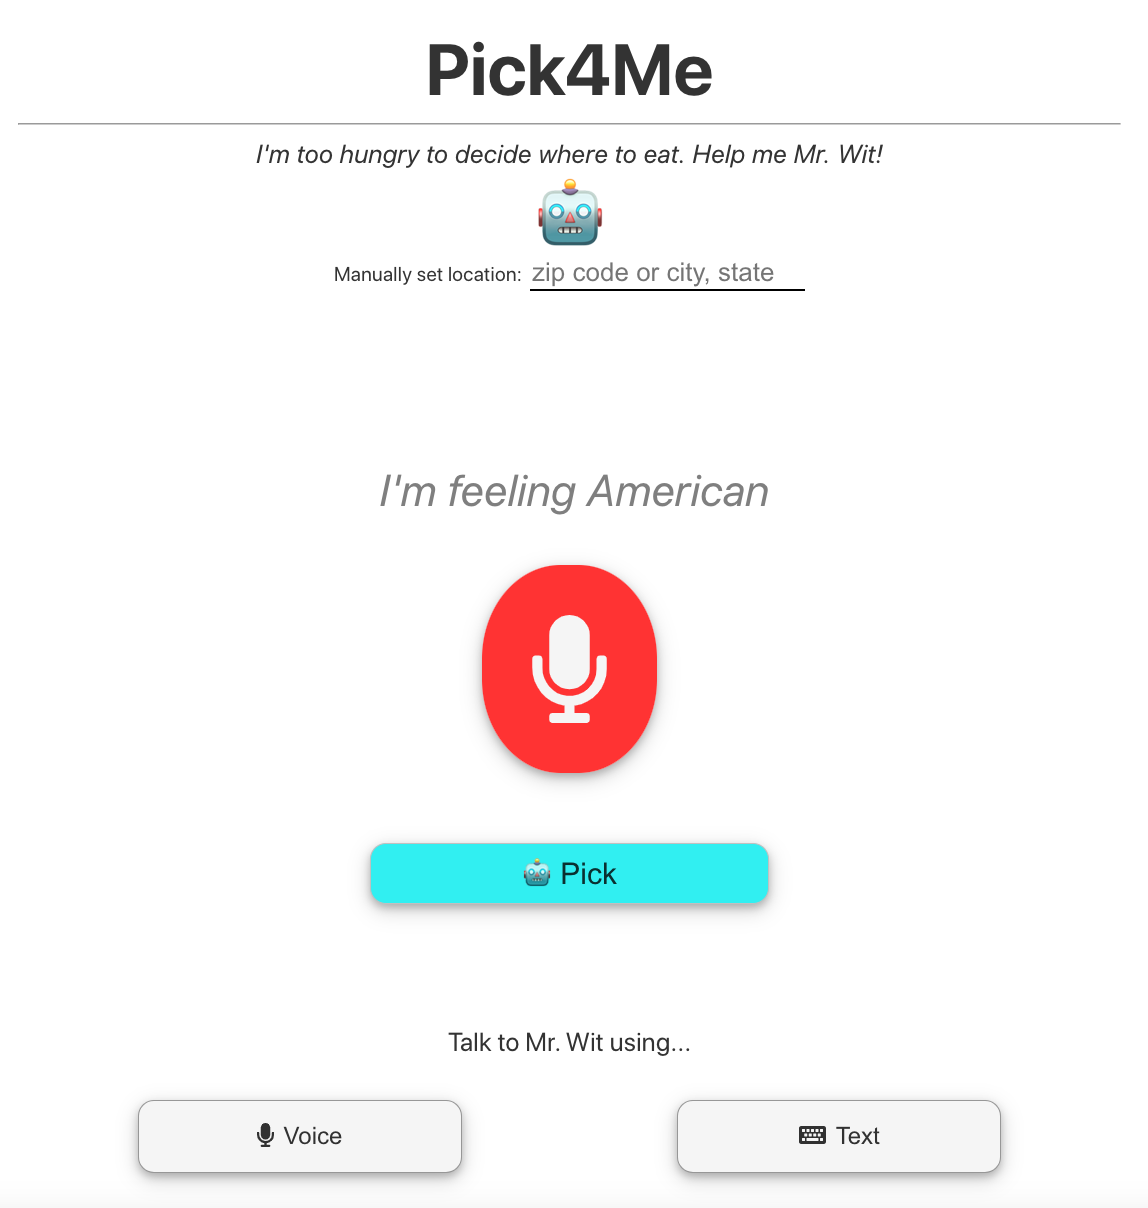 Pick4Me
I'm too hungry to decide where to eat. Help me Mr. Wit!
Manually set location: zip code or city, state
I'm feeling American
Pick
Talk to Mr. Wit using...
Voice
Text